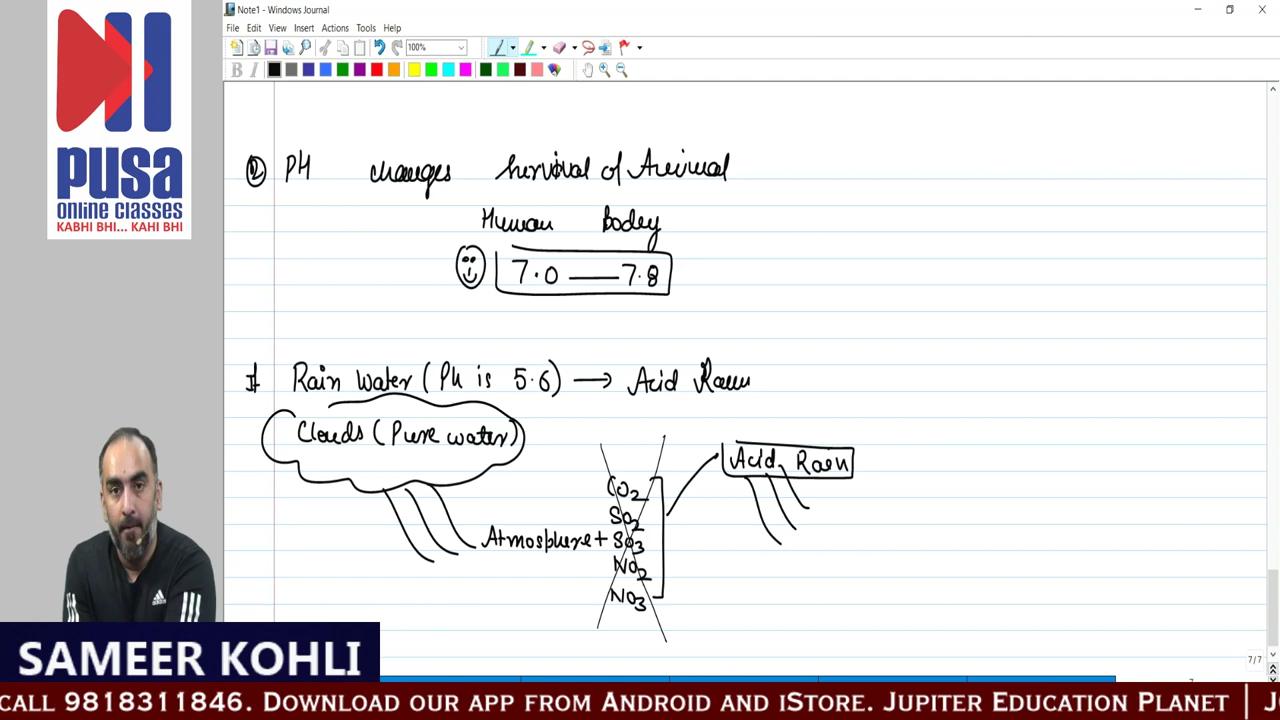 Note1 - Windows Journal
File Edit View Insert Actions Tools Help
100%
B I
PUSA
ONLINE CLASSES
KABHI BHI... KAHI BHI
② PH changes Survival of Animal
Human Body
7.0 — 7.8
# Rain Water (Ph is 5.6) → Acid Rain
Clouds (Pure water)
Acid Rain
CO2
SO2
Atmosphere + SO3
NO2
NO3
7/7
SAMEER KOHLI
CALL 9818311846. DOWNLOAD OUR APP FROM ANDROID AND ISTORE. JUPITER EDUCATION PLANET | J